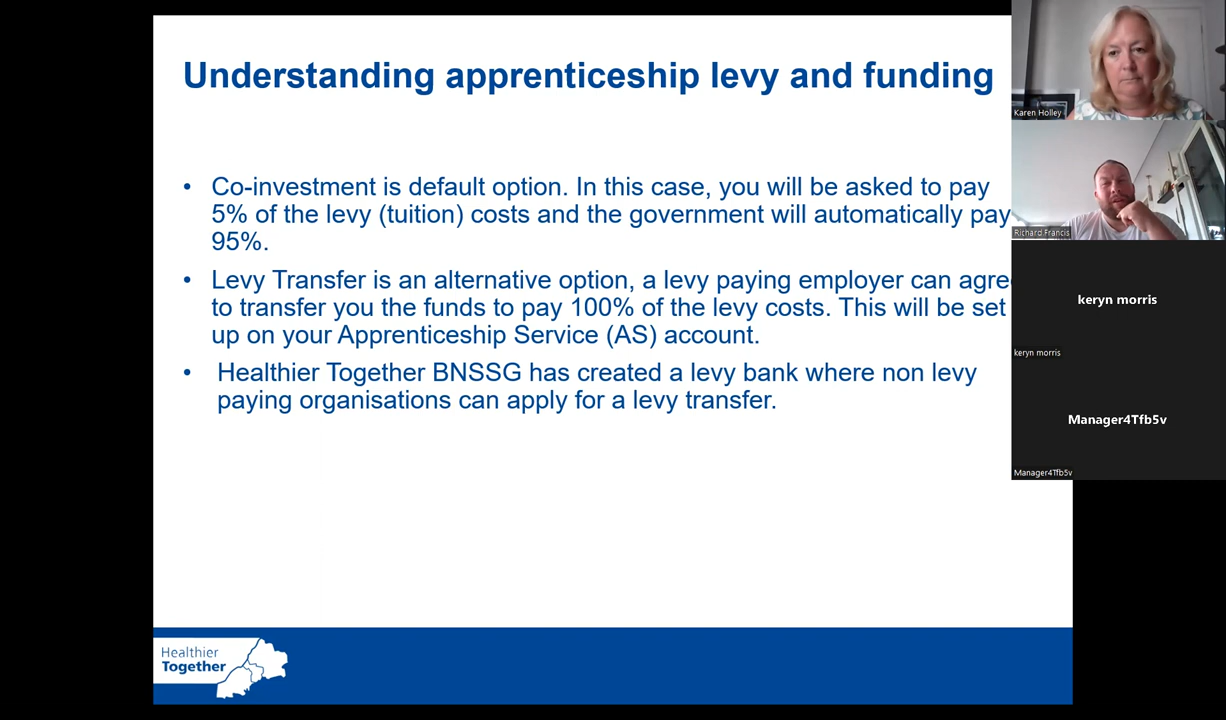 Understanding apprenticeship levy and funding
• Co-investment is default option. In this case, you will be asked to pay
5% of the levy (tuition) costs and the government will automatically pay
95%.
• Levy Transfer is an alternative option, a levy paying employer can agre
to transfer you the funds to pay 100% of the levy costs. This will be set
up on your Apprenticeship Service (AS) account.
• Healthier Together BNSSG has created a levy bank where non levy
paying organisations can apply for a levy transfer.
Healthier
Together
Karen Holley
Richard Francis
keryn morris
keryn morris
Manager4Tfb5v
Manager4Tfb5v